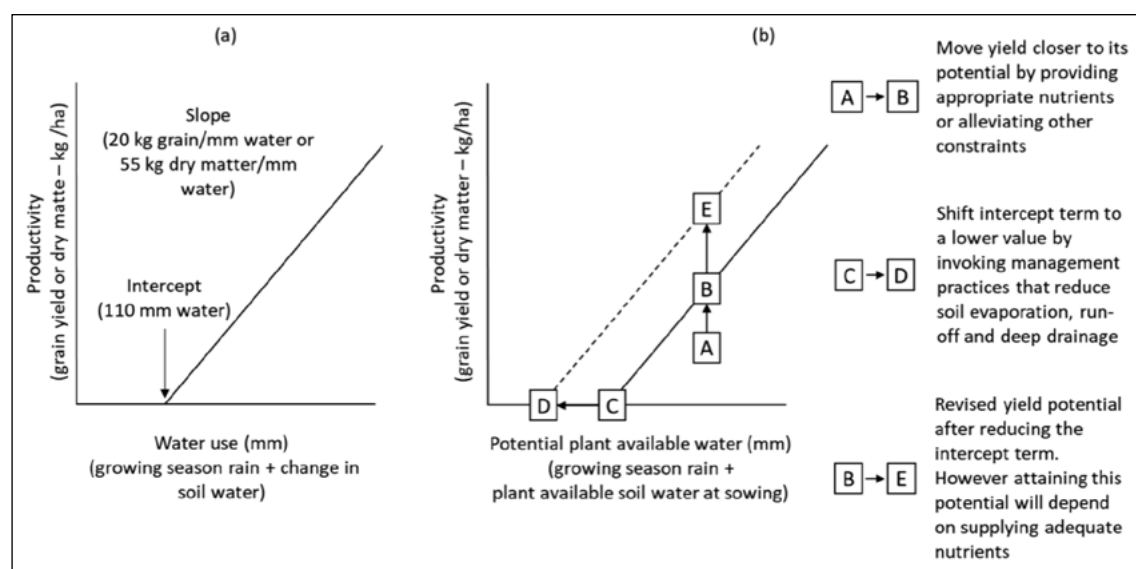 (a)
Productivity
(grain yield or dry matte – kg /ha)
Slope
(20 kg grain/mm water or
55 kg dry matter/mm
water)
Intercept
(110 mm water)
Water use (mm)
(growing season rain + change in
soil water)
(b)
Productivity
(grain yield or dry matter – kg/ha)
E
B
A
D
C
Potential plant available water (mm)
(growing season rain +
plant available soil water at sowing)
A
B
Move yield closer to its
potential by providing
appropriate nutrients
or alleviating other
constraints
C
D
Shift intercept term to
a lower value by
invoking management
practices that reduce
soil evaporation, run-
off and deep drainage
B
E
Revised yield potential
after reducing the
intercept term.
However attaining this
potential will depend
on supplying adequate
nutrients